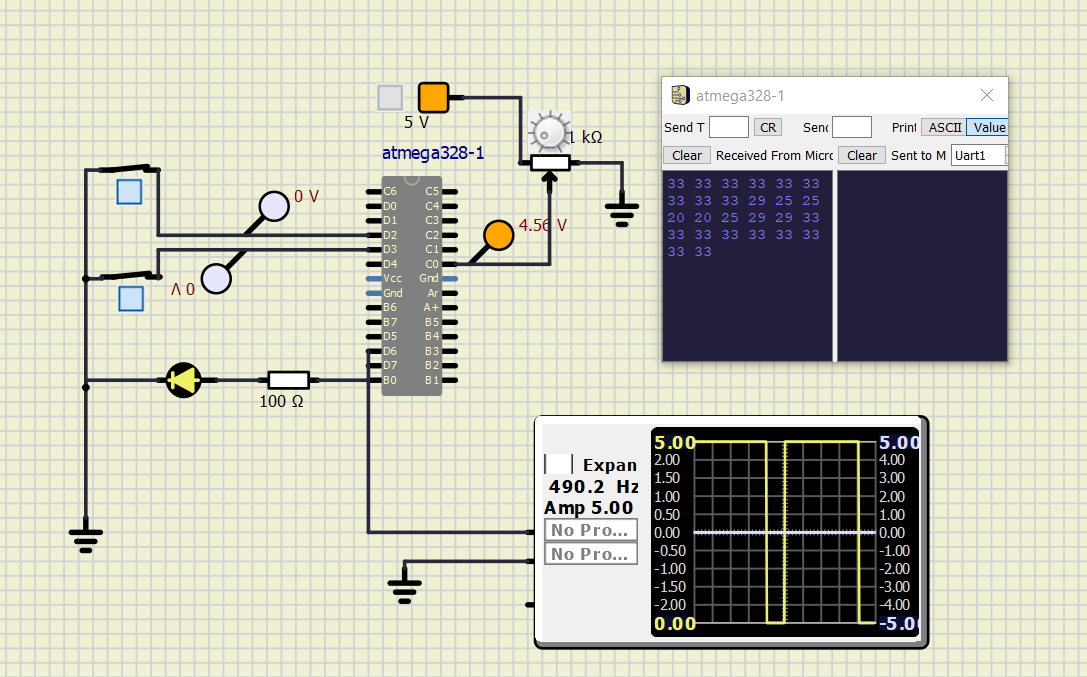 5 V
atmega328-1
1 kΩ
0 V
4.56 V
0 V
100 Ω
C6 C5
D0 C4
D1 C3
D2 C2
D3 C1
D4 C0
Vcc Gnd
Gnd Ar
B6 A+
B7 B5
D5 B4
D6 B3
D7 B2
B0 B1
atmega328-1
Send T CR Send Print ASCII Value
Clear Received From Micro Clear Sent to M Uart1
33 33 33 33 33 33
33 33 33 29 25 25
20 20 25 29 29 33
33 33 33 33 33 33
33 33
Expan
490.2 Hz
Amp 5.00
No Pro...
No Pro...
5.00 5.00
2.00 4.00
1.50 3.00
1.00 2.00
0.50 1.00
0.00 0.00
-0.50 -1.00
-1.00 -2.00
-1.50 -3.00
-2.00 -4.00
0.00 -5.0